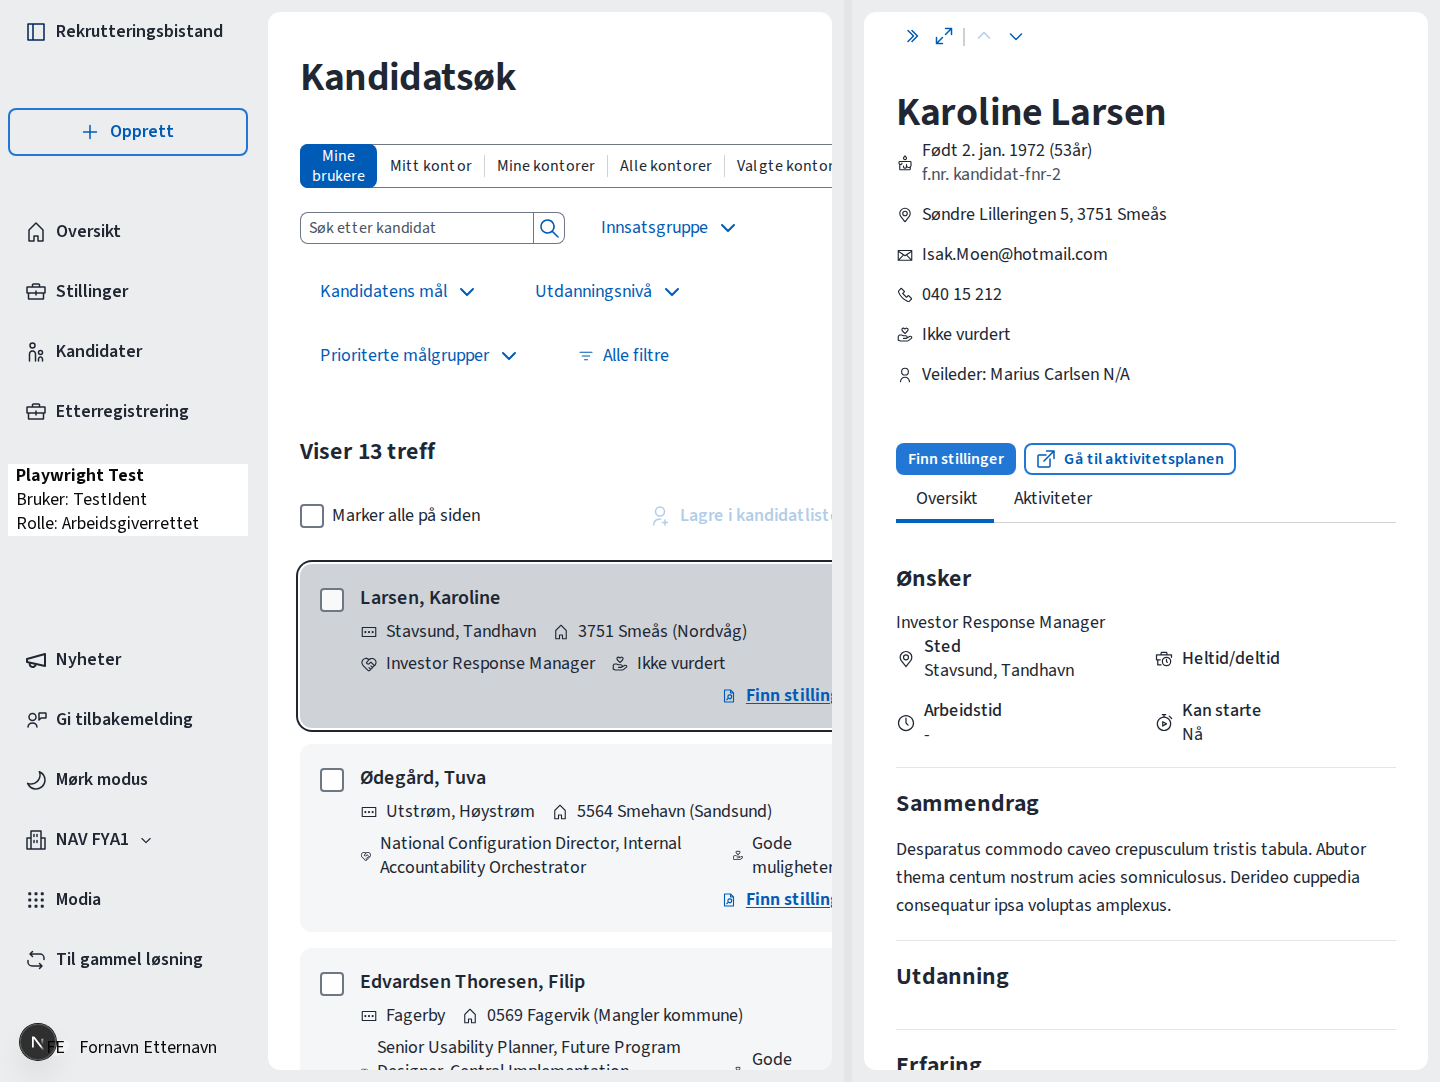 Rekrutteringsbistand
Opprett
Oversikt
Stillinger
Kandidater
Etterregistrering
Playwright Test
Bruker: TestIdent
Rolle: Arbeidsgiverrettet
Nyheter
Gi tilbakemelding
Mørk modus
NAV FYA1
Modia
Til gammel løsning
N
FE Fornavn Etternavn
Kandidatsøk
Mine brukere
Mitt kontor
Mine kontorer
Alle kontorer
Valgte kontor
Søk etter kandidat
Innsatsgruppe
Kandidatens mål
Utdanningsnivå
Prioriterte målgrupper
Alle filtre
Viser 13 treff
Marker alle på siden
Lagre i kandidatliste
Larsen, Karoline
Stavsund, Tandhavn
3751 Smeås (Nordvåg)
Investor Response Manager
Ikke vurdert
Finn stilling
Ødegård, Tuva
Utstrøm, Høystrøm
5564 Smehavn (Sandsund)
National Configuration Director, Internal
Accountability Orchestrator
Gode
muligheter
Finn stilling
Edvardsen Thoresen, Filip
Fagerby
0569 Fagervik (Mangler kommune)
Senior Usability Planner, Future Program
Designer, Central Implementation
Gode
Karoline Larsen
Født 2. jan. 1972 (53år)
f.nr. kandidat-fnr-2
Søndre Lilleringen 5, 3751 Smeås
Isak.Moen@hotmail.com
040 15 212
Ikke vurdert
Veileder: Marius Carlsen N/A
Finn stillinger
Gå til aktivitetsplanen
Oversikt
Aktiviteter
Ønsker
Investor Response Manager
Sted
Stavsund, Tandhavn
Heltid/deltid
Arbeidstid
-
Kan starte
Nå
Sammendrag
Desparatus commodo caveo crepusculum tristis tabula. Abutor
thema centum nostrum acies somniculosus. Derideo cuppedia
consequatur ipsa voluptas amplexus.
Utdanning
Erfaring